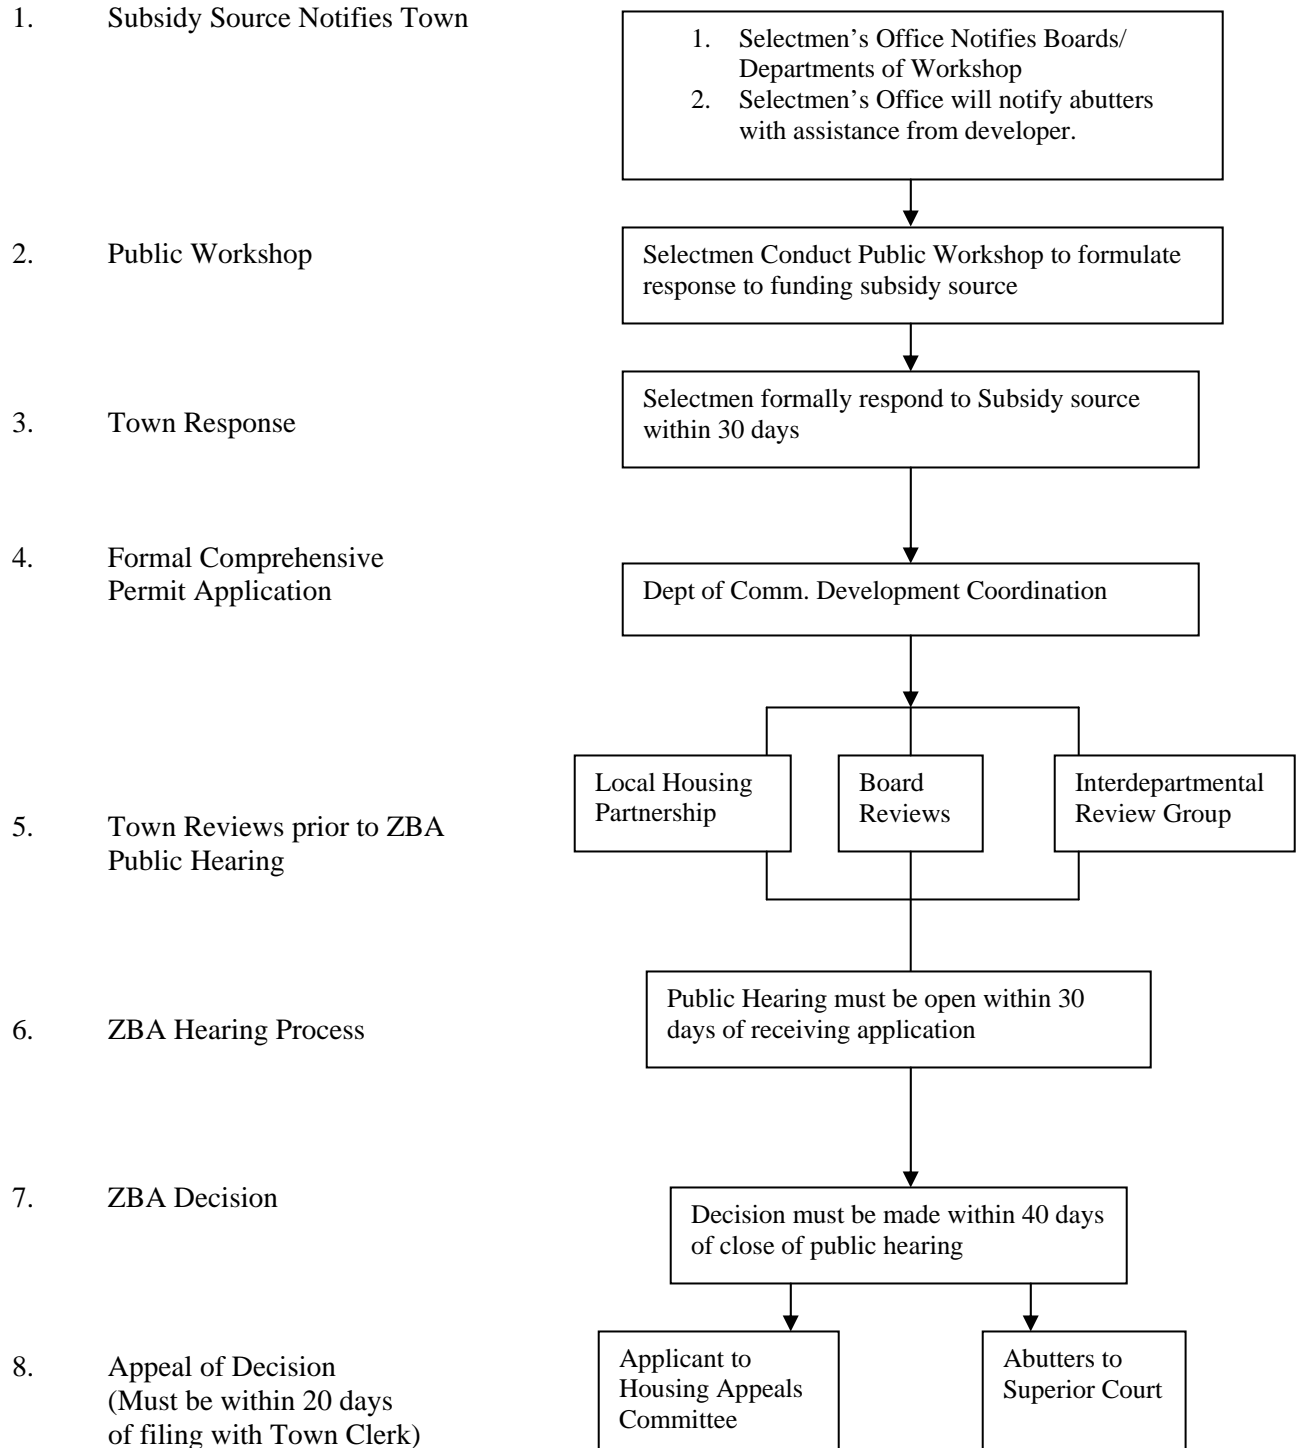 1. Subsidy Source Notifies Town
1. Selectmen’s Office Notifies Boards/
Departments of Workshop
2. Selectmen’s Office will notify abutters
with assistance from developer.
2. Public Workshop
Selectmen Conduct Public Workshop to formulate
response to funding subsidy source
3. Town Response
Selectmen formally respond to Subsidy source
within 30 days
4. Formal Comprehensive
Permit Application
Dept of Comm. Development Coordination
5. Town Reviews prior to ZBA
Public Hearing
Local Housing
Partnership
Board
Reviews
Interdepartmental
Review Group
6. ZBA Hearing Process
Public Hearing must be open within 30
days of receiving application
7. ZBA Decision
Decision must be made within 40 days
of close of public hearing
8. Appeal of Decision
(Must be within 20 days
of filing with Town Clerk)
Applicant to
Housing Appeals
Committee
Abutters to
Superior Court